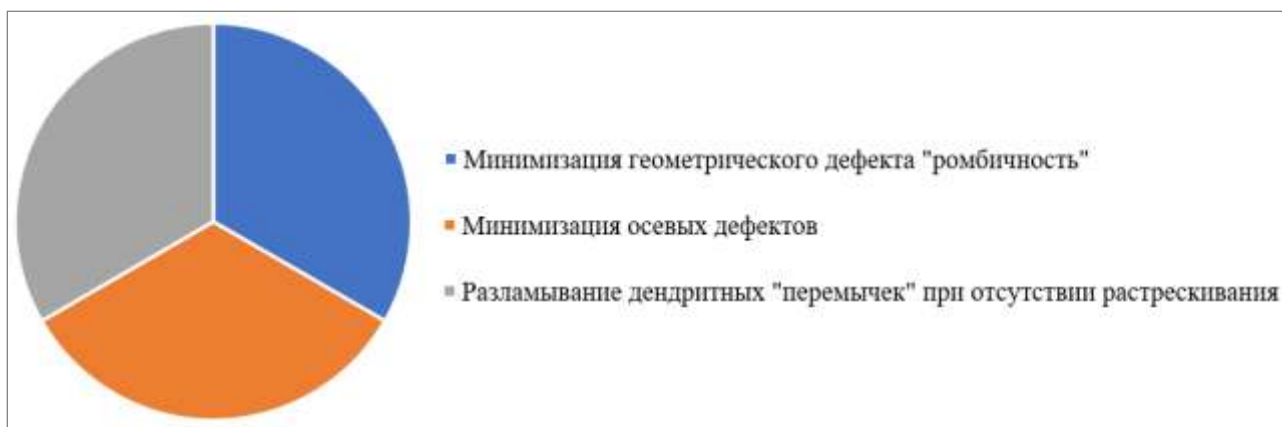 Минимизация геометрического дефекта "ромбичность"
Минимизация осевых дефектов
Разламывание дендритных "перемычек" при отсутствии растрескивания